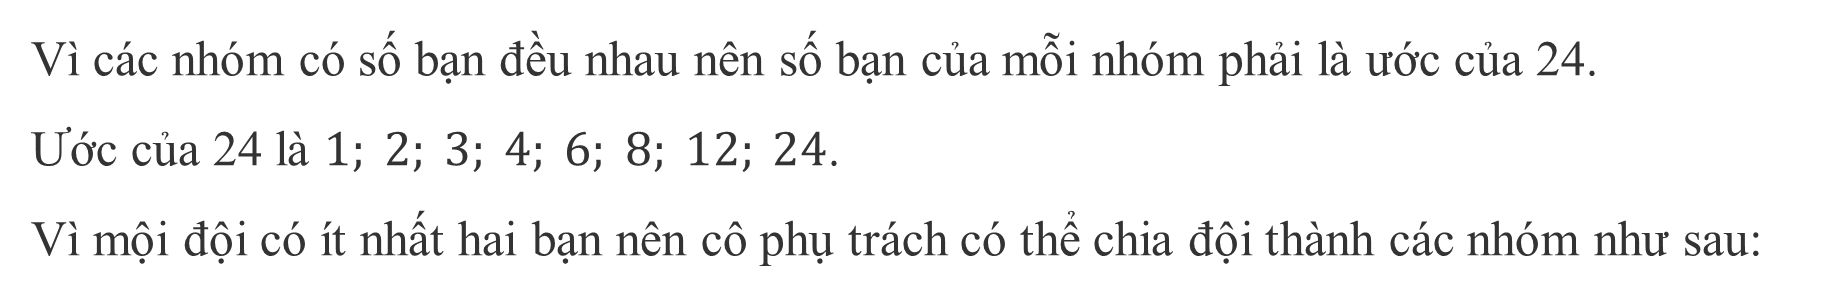 Vì các nhóm có số bạn đều nhau nên số bạn của mỗi nhóm phải là ước của 24.
Ước của 24 là 1; 2; 3; 4; 6; 8; 12; 24.
Vì mội đội có ít nhất hai bạn nên cô phụ trách có thể chia đội thành các nhóm như sau: